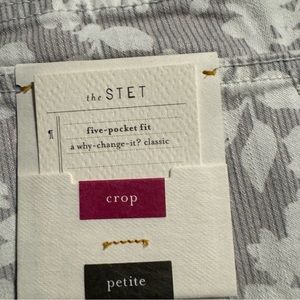 the STET
¶ five-pocket fit
a why-change-it? classic
crop
petite